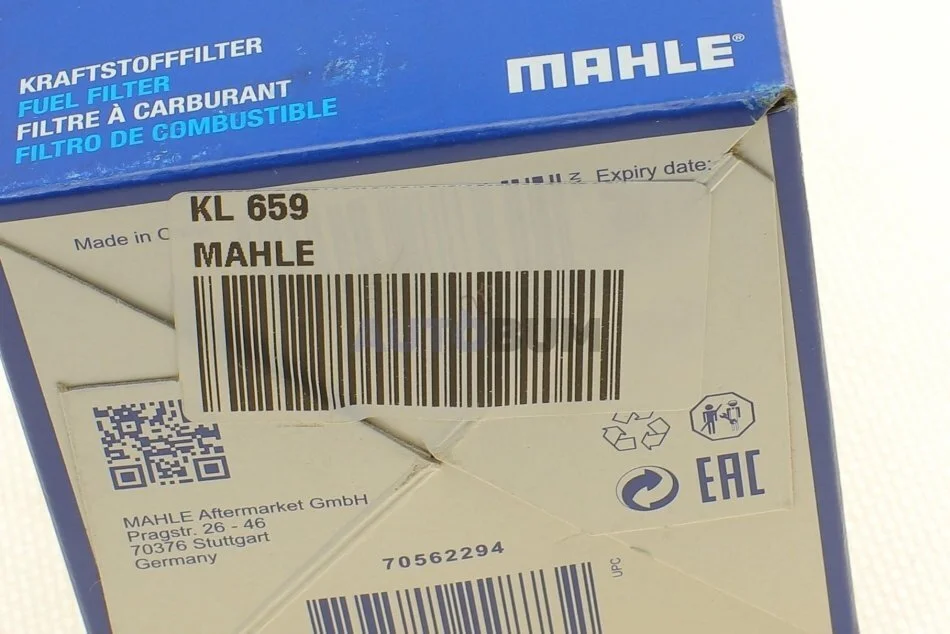 KRAFTSTOFFFILTER
FUEL FILTER
FILTRE À CARBURANT
FILTRO DE COMBUSTIBLE
MAHLE®
Expiry date:
Made in C
KL 659
MAHLE
AUTOBUM
EAC
MAHLE Aftermarket GmbH
Pragstr. 26 - 46
70376 Stuttgart
Germany
70562294
UPC